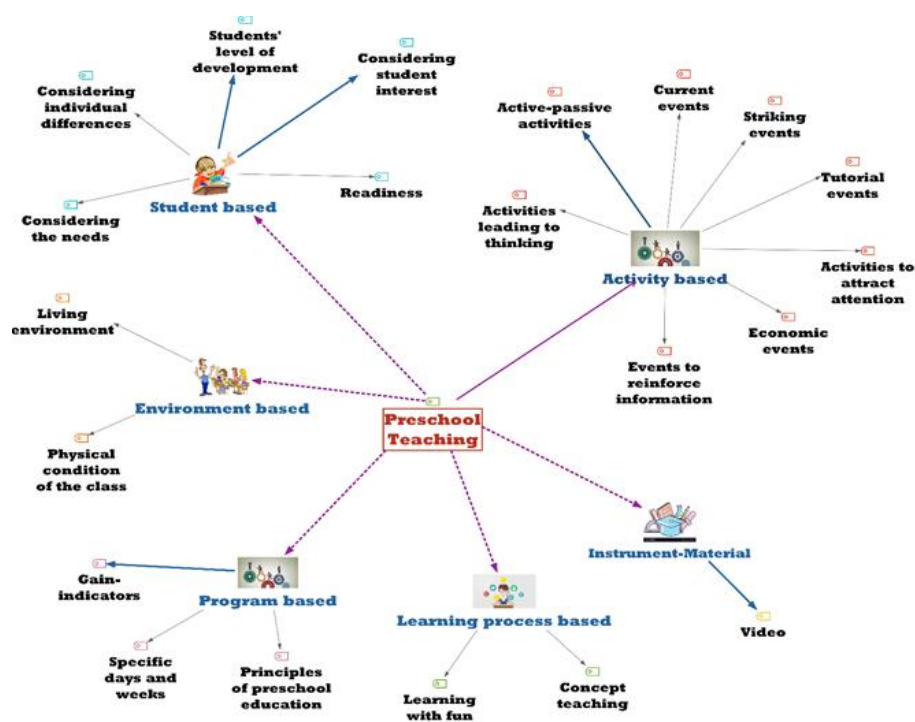 Students'
level of
development
Considering
student
interest
Considering
individual
differences
Readiness
Considering
the needs
Student based
Current
events
Active-passive
activities
Striking
events
Tutorial
events
Activities
leading to
thinking
Activity based
Activities to
attract
attention
Economic
events
Events to
reinforce
information
Living
environment
Environment based
Physical
condition
of the class
Preschool
Teaching
Instrument-Material
Video
Gain-
indicators
Program based
Specific
days and
weeks
Principles
of preschool
education
Learning process based
Learning
with fun
Concept
teaching